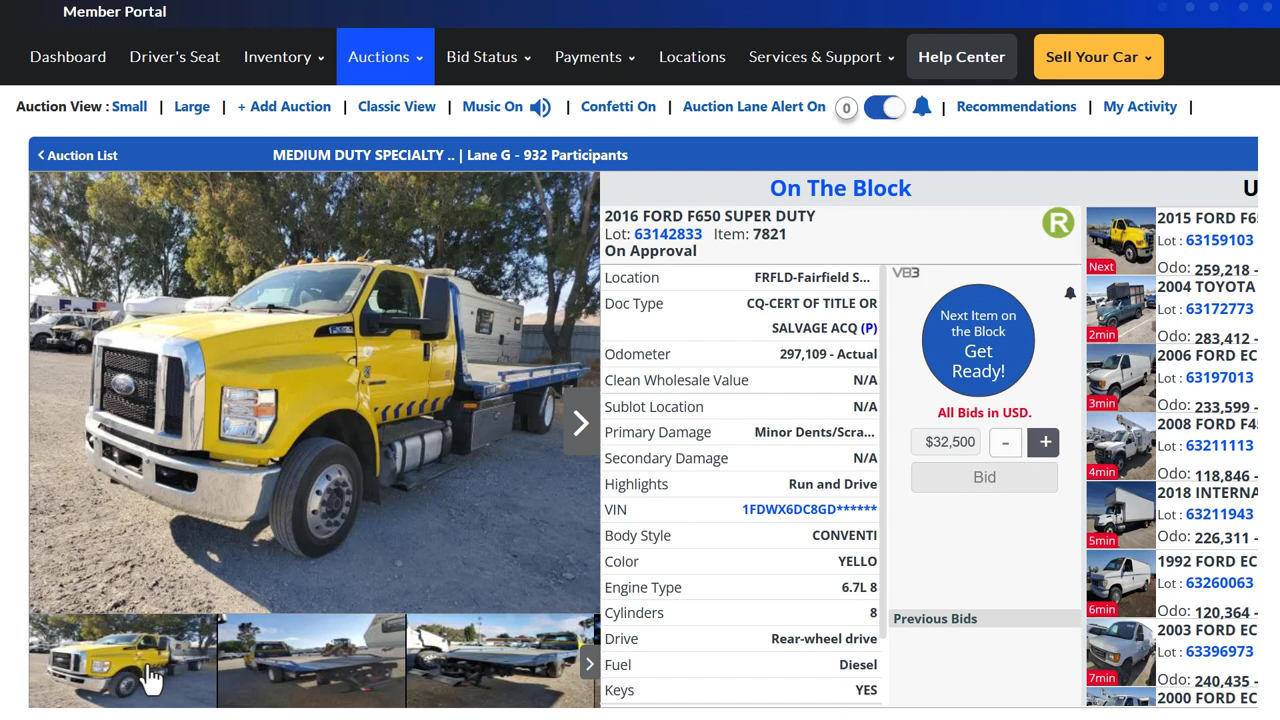 Member Portal
Dashboard Driver's Seat Inventory Auctions Bid Status Payments Locations Services & Support Help Center Sell Your Car
Auction View : Small | Large | + Add Auction | Classic View | Music On | Confetti On | Auction Lane Alert On 0 | Recommendations | My Activity |
Auction List MEDIUM DUTY SPECIALTY .. | Lane G - 932 Participants
On The Block
U
2016 FORD F650 SUPER DUTY
Lot: 63142833 Item: 7821
On Approval
R
Location FRFLD-Fairfield S...
Doc Type CQ-CERT OF TITLE OR
SALVAGE ACQ (P)
Odometer 297,109 - Actual
Clean Wholesale Value N/A
Sublot Location N/A
Primary Damage Minor Dents/Scra...
Secondary Damage N/A
Highlights Run and Drive
VIN 1FDWX6DC8GD******
Body Style CONVENTI
Color YELLO
Engine Type 6.7L 8
Cylinders 8
Drive Rear-wheel drive
Fuel Diesel
Keys YES
VB3
Next Item on
the Block
Get
Ready!
All Bids in USD.
$32,500 - +
Bid
Previous Bids
2015 FORD F6
Lot : 63159103
Next
Odo: 259,218 -
2004 TOYOTA
Lot : 63172773
2min
Odo: 283,412 -
2006 FORD EC
Lot : 63197013
3min
Odo: 233,599 -
2008 FORD F4
Lot : 63211113
4min
Odo: 118,846 -
2018 INTERNA
Lot : 63211943
5min
Odo: 226,311 -
1992 FORD EC
Lot : 63260063
6min
Odo: 120,364 -
2003 FORD EC
Lot : 63396973
7min
Odo: 240,435 -
2000 FORD EC